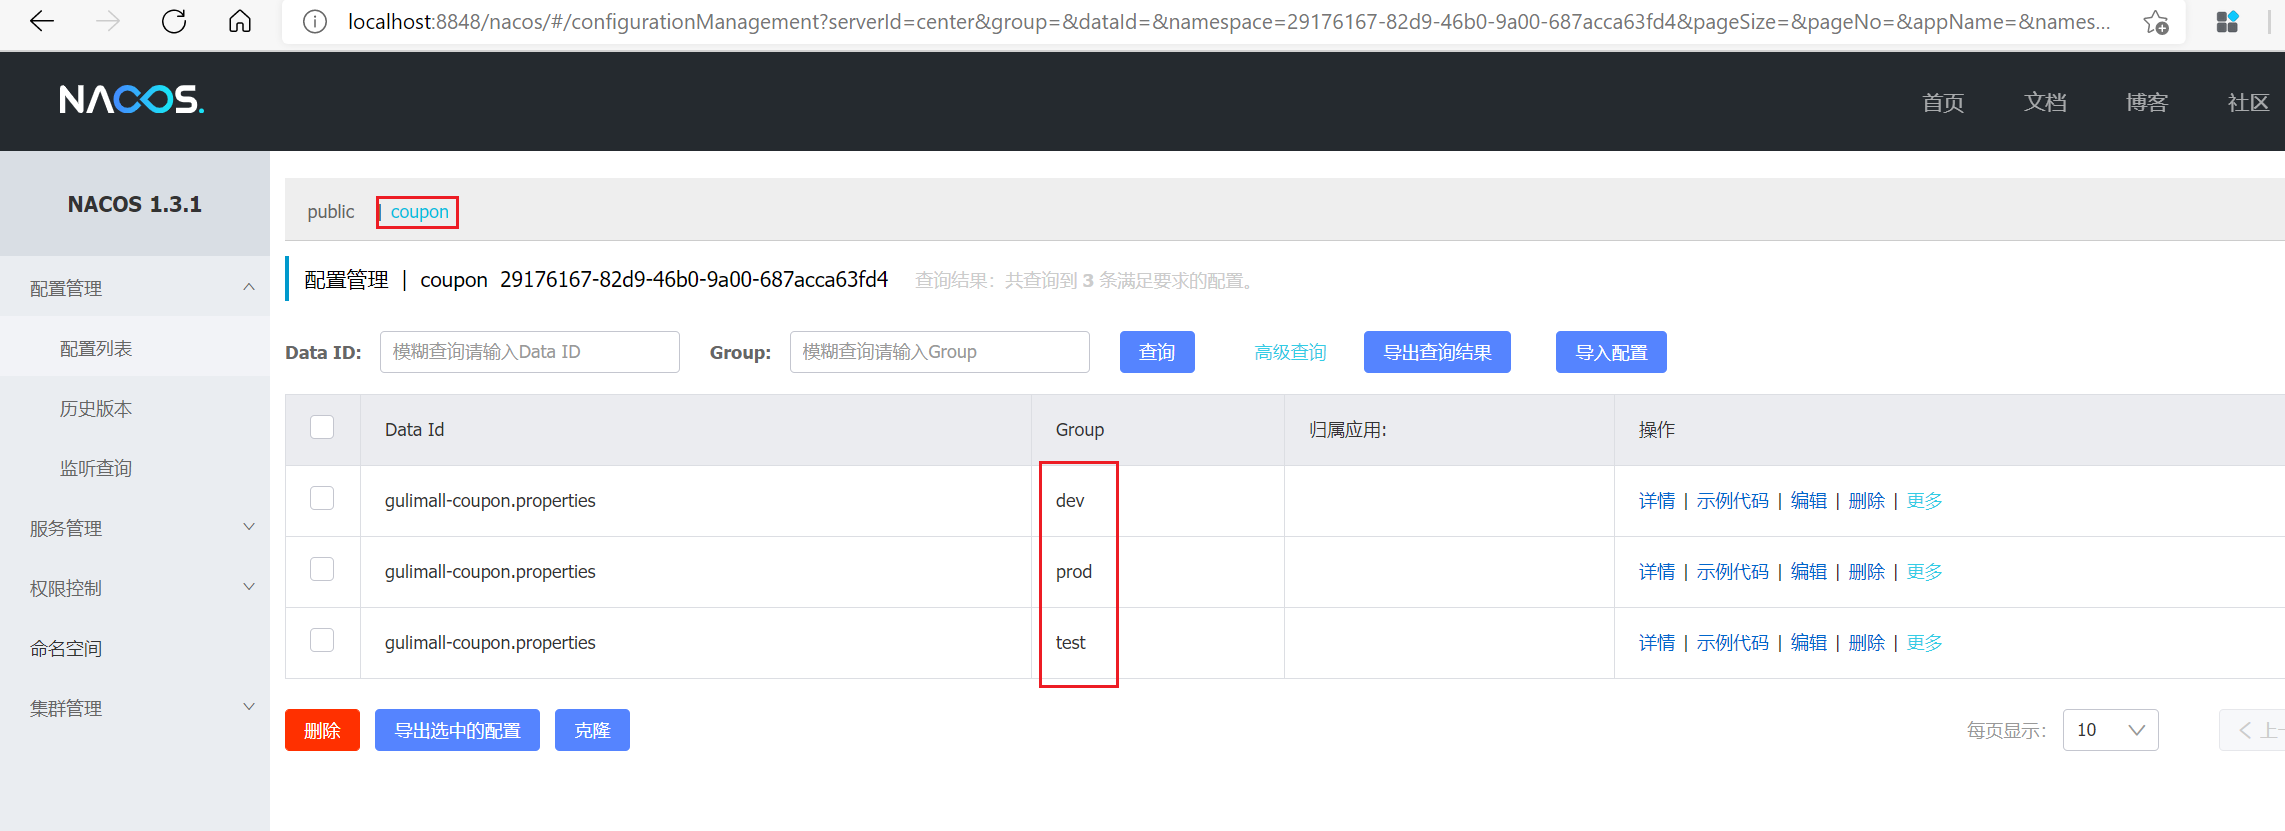 localhost:8848/nacos/#/configurationManagement?serverId=center&group=&dataId=&namespace=29176167-82d9-46b0-9a00-687acca63fd4&pageSize=&pageNo=&appName=&names...
NACOS.
首页 文档 博客 社区
NACOS 1.3.1
public | coupon
配置管理
配置管理 | coupon 29176167-82d9-46b0-9a00-687acca63fd4 查询结果：共查询到 3 条满足要求的配置。
配置列表
Data ID: 模糊查询请输入Data ID Group: 模糊查询请输入Group 查询 高级查询 导出查询结果 导入配置
历史版本
Data Id Group 归属应用: 操作
监听查询
gulimall-coupon.properties dev 详情 | 示例代码 | 编辑 | 删除 | 更多
服务管理
gulimall-coupon.properties prod 详情 | 示例代码 | 编辑 | 删除 | 更多
权限控制
gulimall-coupon.properties test 详情 | 示例代码 | 编辑 | 删除 | 更多
命名空间
集群管理
删除 导出选中的配置 克隆 每页显示： 10 上